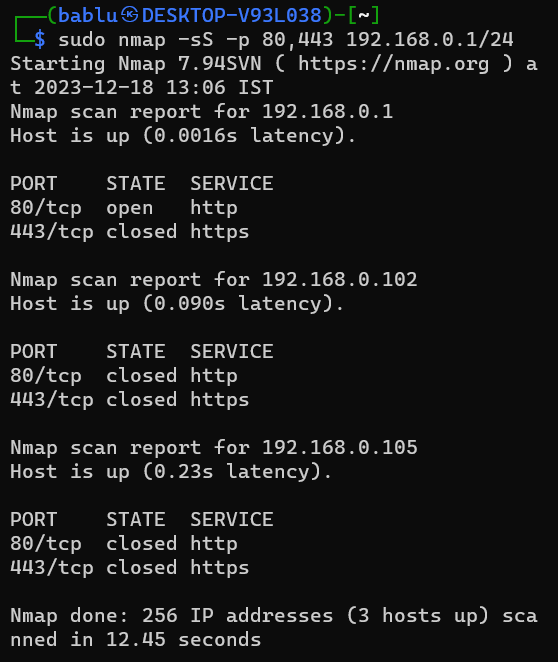 ┌──(bablu㉿DESKTOP-V93L038)-[~]
└─$ sudo nmap -sS -p 80,443 192.168.0.1/24
Starting Nmap 7.94SVN ( https://nmap.org ) a
t 2023-12-18 13:06 IST
Nmap scan report for 192.168.0.1
Host is up (0.0016s latency).

PORT    STATE  SERVICE
80/tcp  open   http
443/tcp closed https

Nmap scan report for 192.168.0.102
Host is up (0.090s latency).

PORT    STATE  SERVICE
80/tcp  closed http
443/tcp closed https

Nmap scan report for 192.168.0.105
Host is up (0.23s latency).

PORT    STATE  SERVICE
80/tcp  closed http
443/tcp closed https

Nmap done: 256 IP addresses (3 hosts up) sca
nned in 12.45 seconds